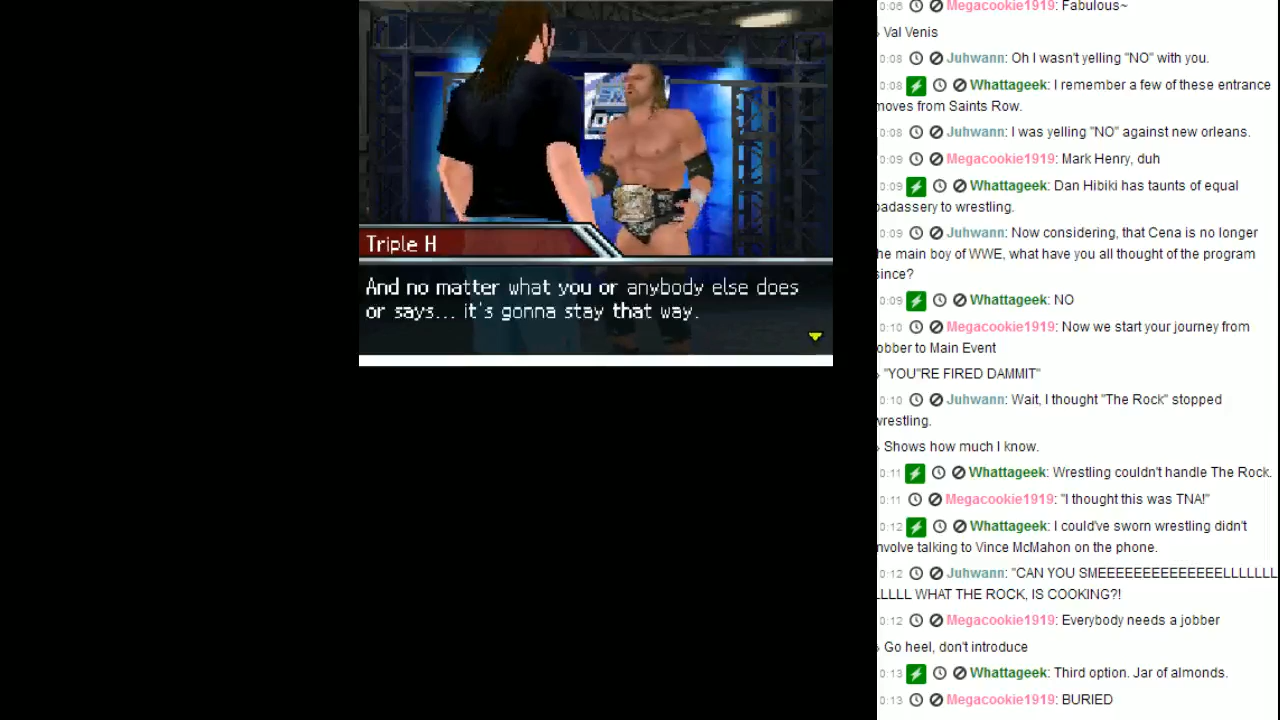 Triple H
And no matter what you or anybody else does
or says... it's gonna stay that way.
0:06 Megacookie1919: Fabulous~
Val Venis
0:08 Juhwann: Oh I wasn't yelling "NO" with you.
0:08 Whattageek: I remember a few of these entrance
moves from Saints Row.
0:08 Juhwann: I was yelling "NO" against new orleans.
0:09 Megacookie1919: Mark Henry, duh
0:09 Whattageek: Dan Hibiki has taunts of equal
badassery to wrestling.
0:09 Juhwann: Now considering, that Cena is no longer
he main boy of WWE, what have you all thought of the program
since?
0:09 Whattageek: NO
0:10 Megacookie1919: Now we start your journey from
obber to Main Event
"YOU"RE FIRED DAMMIT"
0:10 Juhwann: Wait, I thought "The Rock" stopped
wrestling.
Shows how much I know.
0:11 Whattageek: Wrestling couldn't handle The Rock.
0:11 Megacookie1919: "I thought this was TNA!"
0:12 Whattageek: I could've sworn wrestling didn't
nvolve talking to Vince McMahon on the phone.
0:12 Juhwann: "CAN YOU SMEEEEEEEEEEEEEELLLLLLL
LLLLL WHAT THE ROCK, IS COOKING?!
0:12 Megacookie1919: Everybody needs a jobber
Go heel, don't introduce
0:13 Whattageek: Third option. Jar of almonds.
0:13 Megacookie1919: BURIED